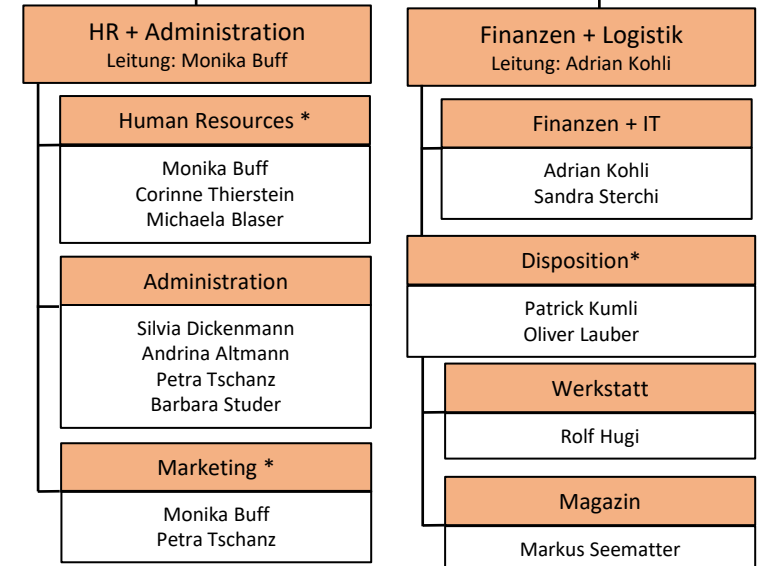 HR + Administration
Leitung: Monika Buff
Human Resources *
Monika Buff
Corinne Thierstein
Michaela Blaser
Administration
Silvia Dickenmann
Andrina Altmann
Petra Tschanz
Barbara Studer
Marketing *
Monika Buff
Petra Tschanz
Finanzen + Logistik
Leitung: Adrian Kohli
Finanzen + IT
Adrian Kohli
Sandra Sterchi
Disposition*
Patrick Kumli
Oliver Lauber
Werkstatt
Rolf Hugi
Magazin
Markus Seematter